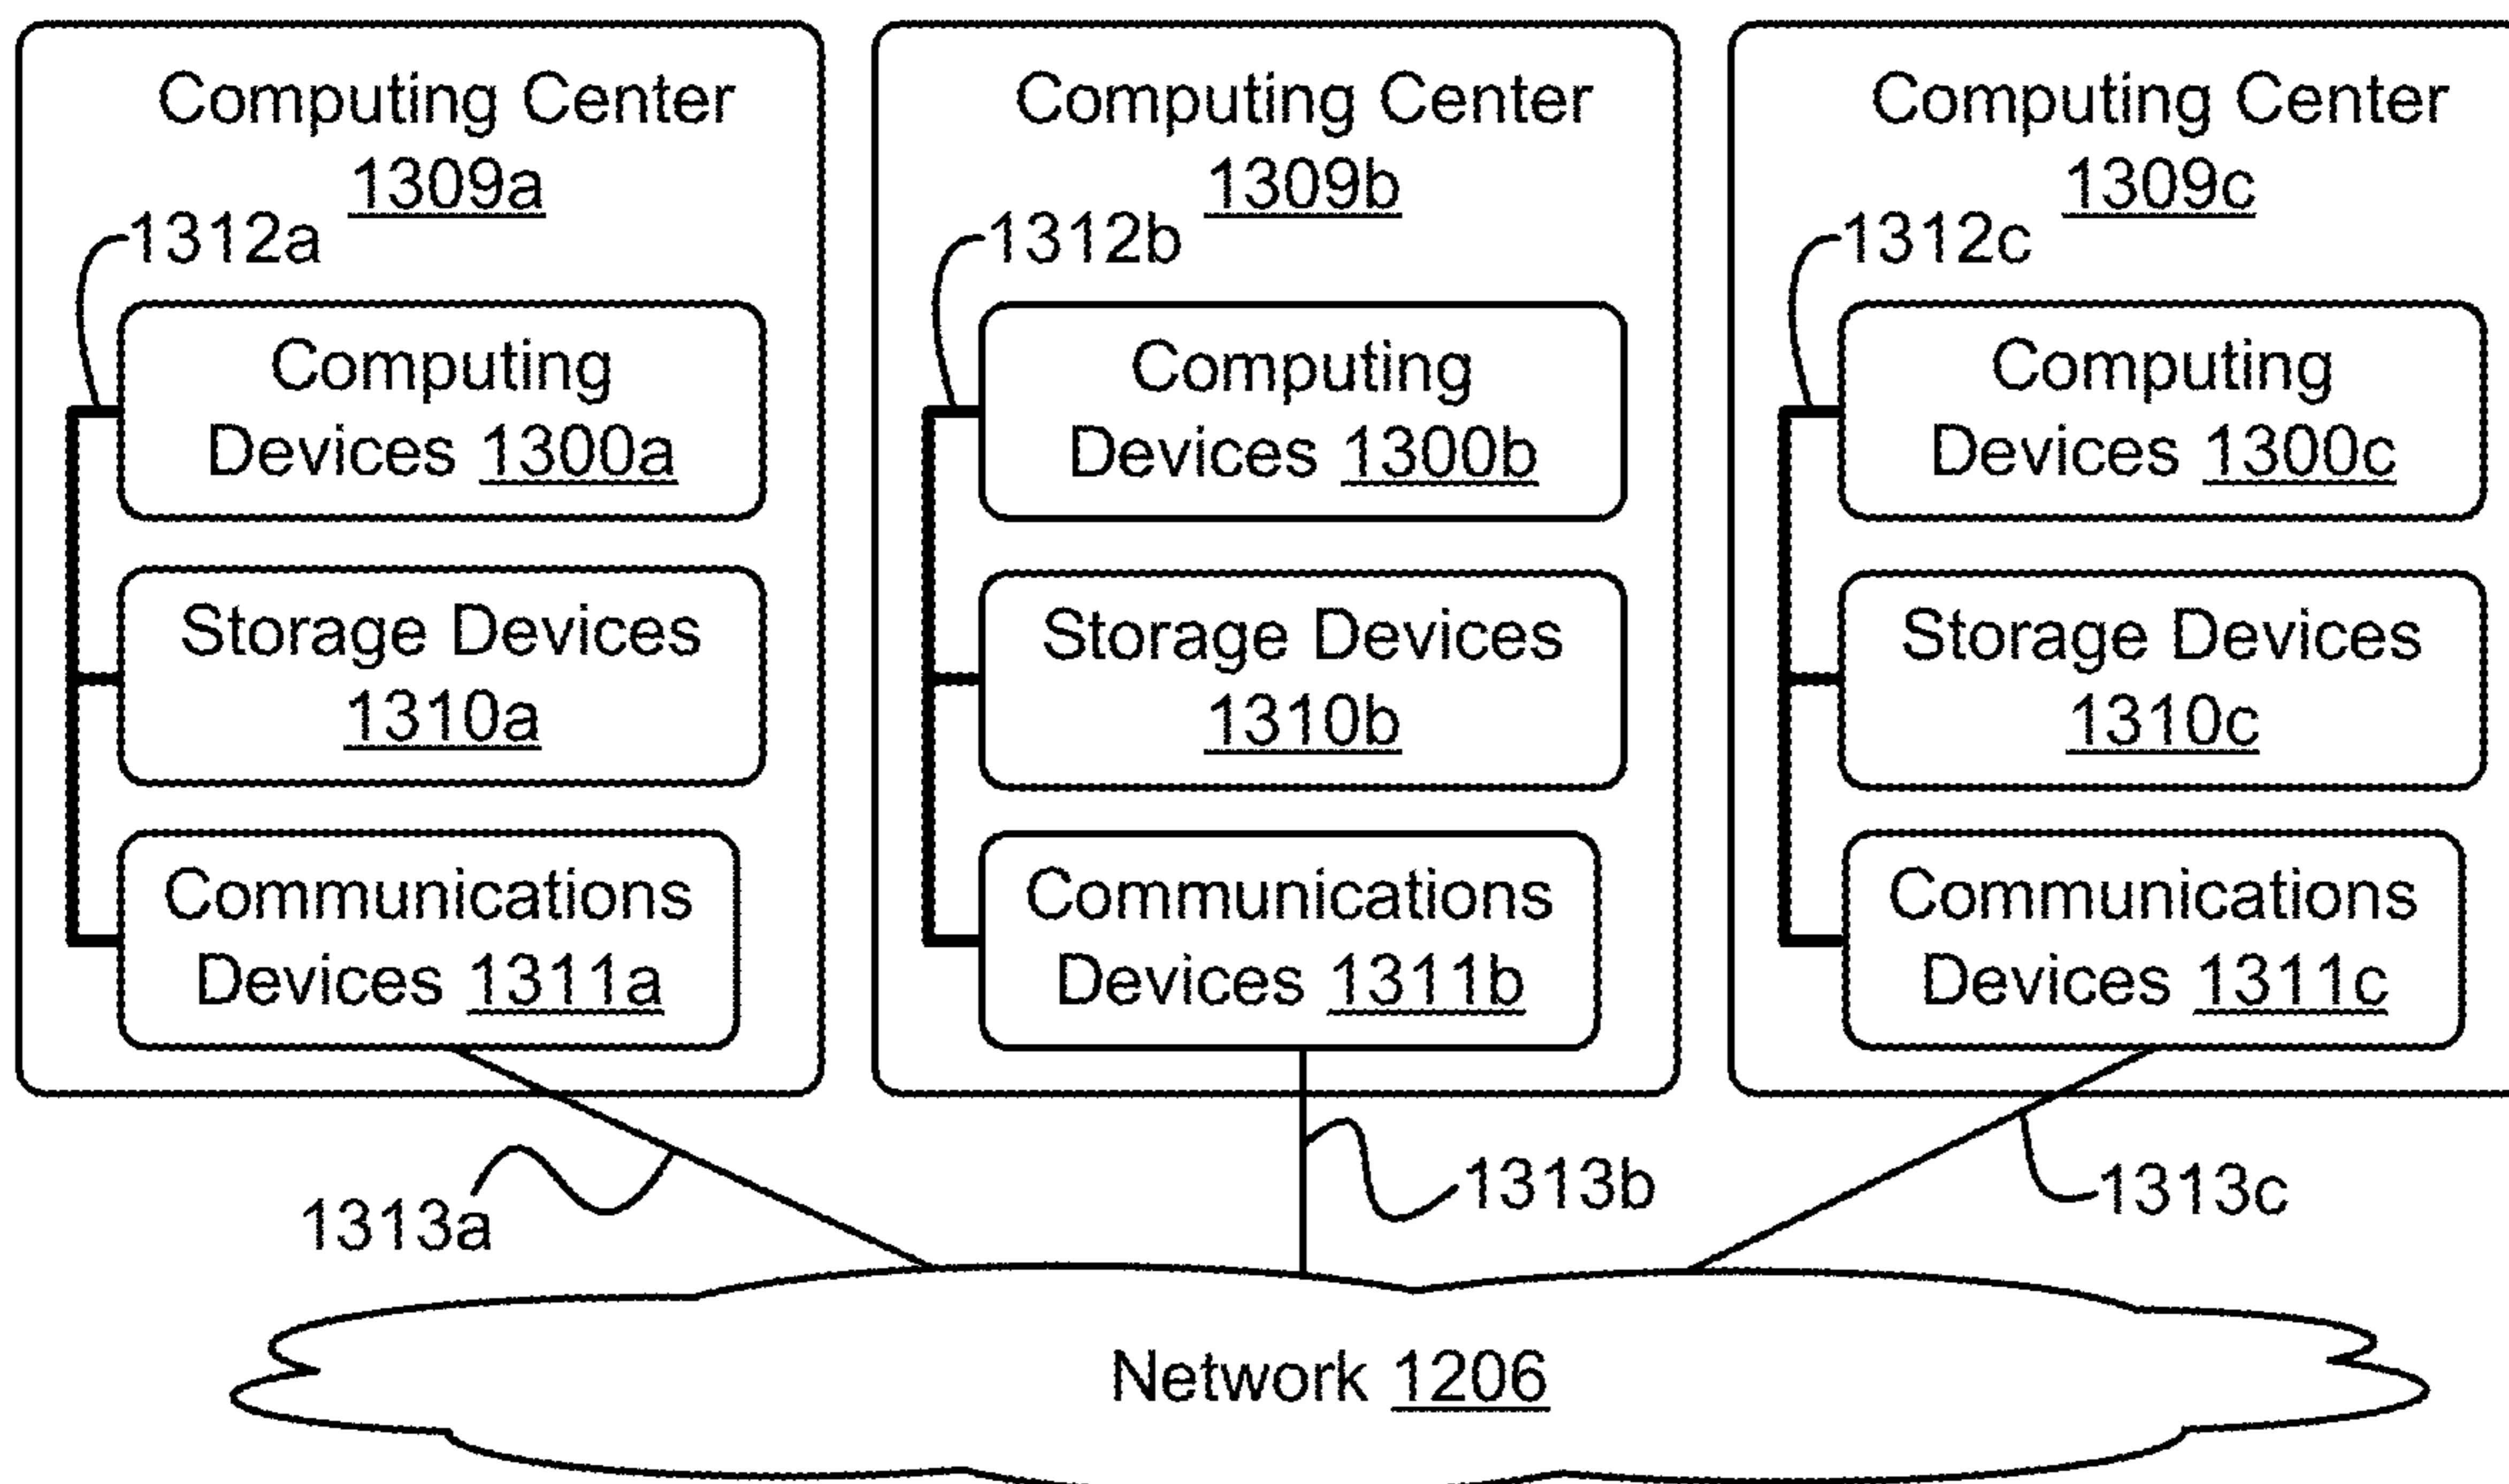 Computing Center
1309a
1312a
Computing
Devices 1300a
Storage Devices
1310a
Communications
Devices 1311a
Computing Center
1309b
1312b
Computing
Devices 1300b
Storage Devices
1310b
Communications
Devices 1311b
Computing Center
1309c
1312c
Computing
Devices 1300c
Storage Devices
1310c
Communications
Devices 1311c
1313a
1313b
1313c
Network 1206